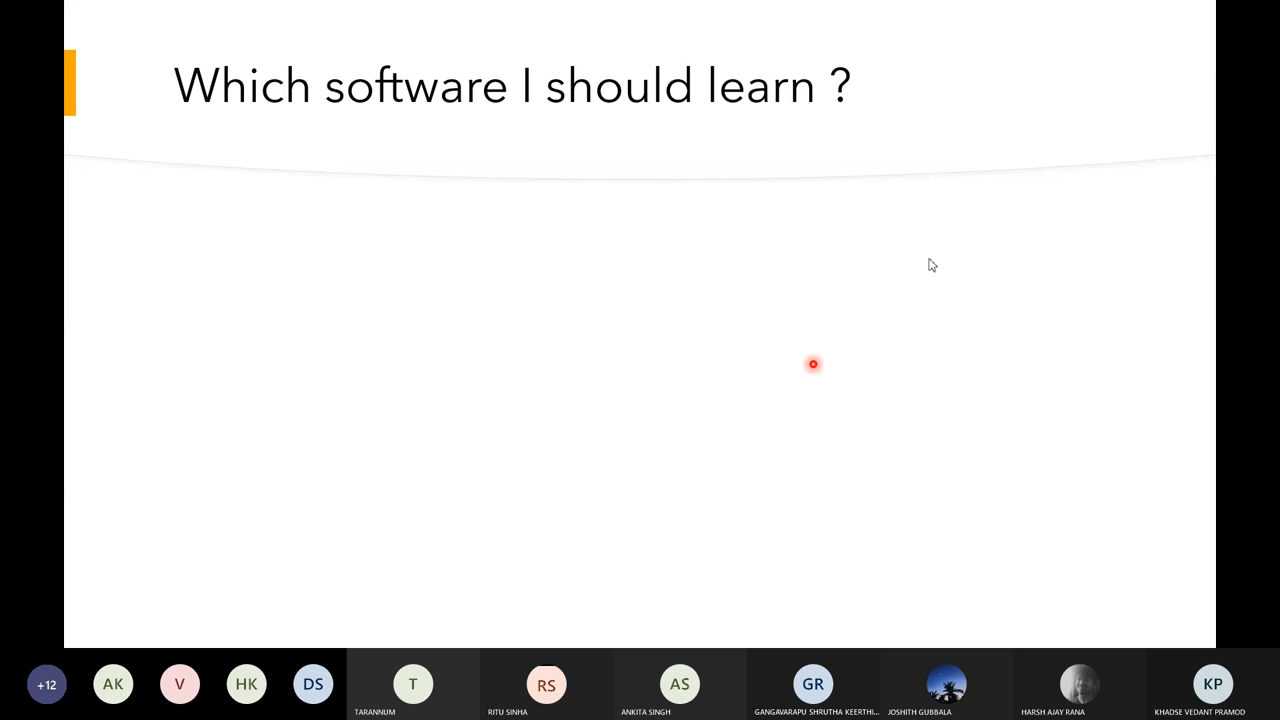 Which software I should learn ?
+12
AK
V
HK
DS
T
TARANNUM
RS
RITU SINHA
AS
ANKITA SINGH
GR
GANGAVARAPU SHRUTHA KEERTHI...
JOSHITH GUBBALA
HARSH AJAY RANA
KP
KHADSE VEDANT PRAMOD